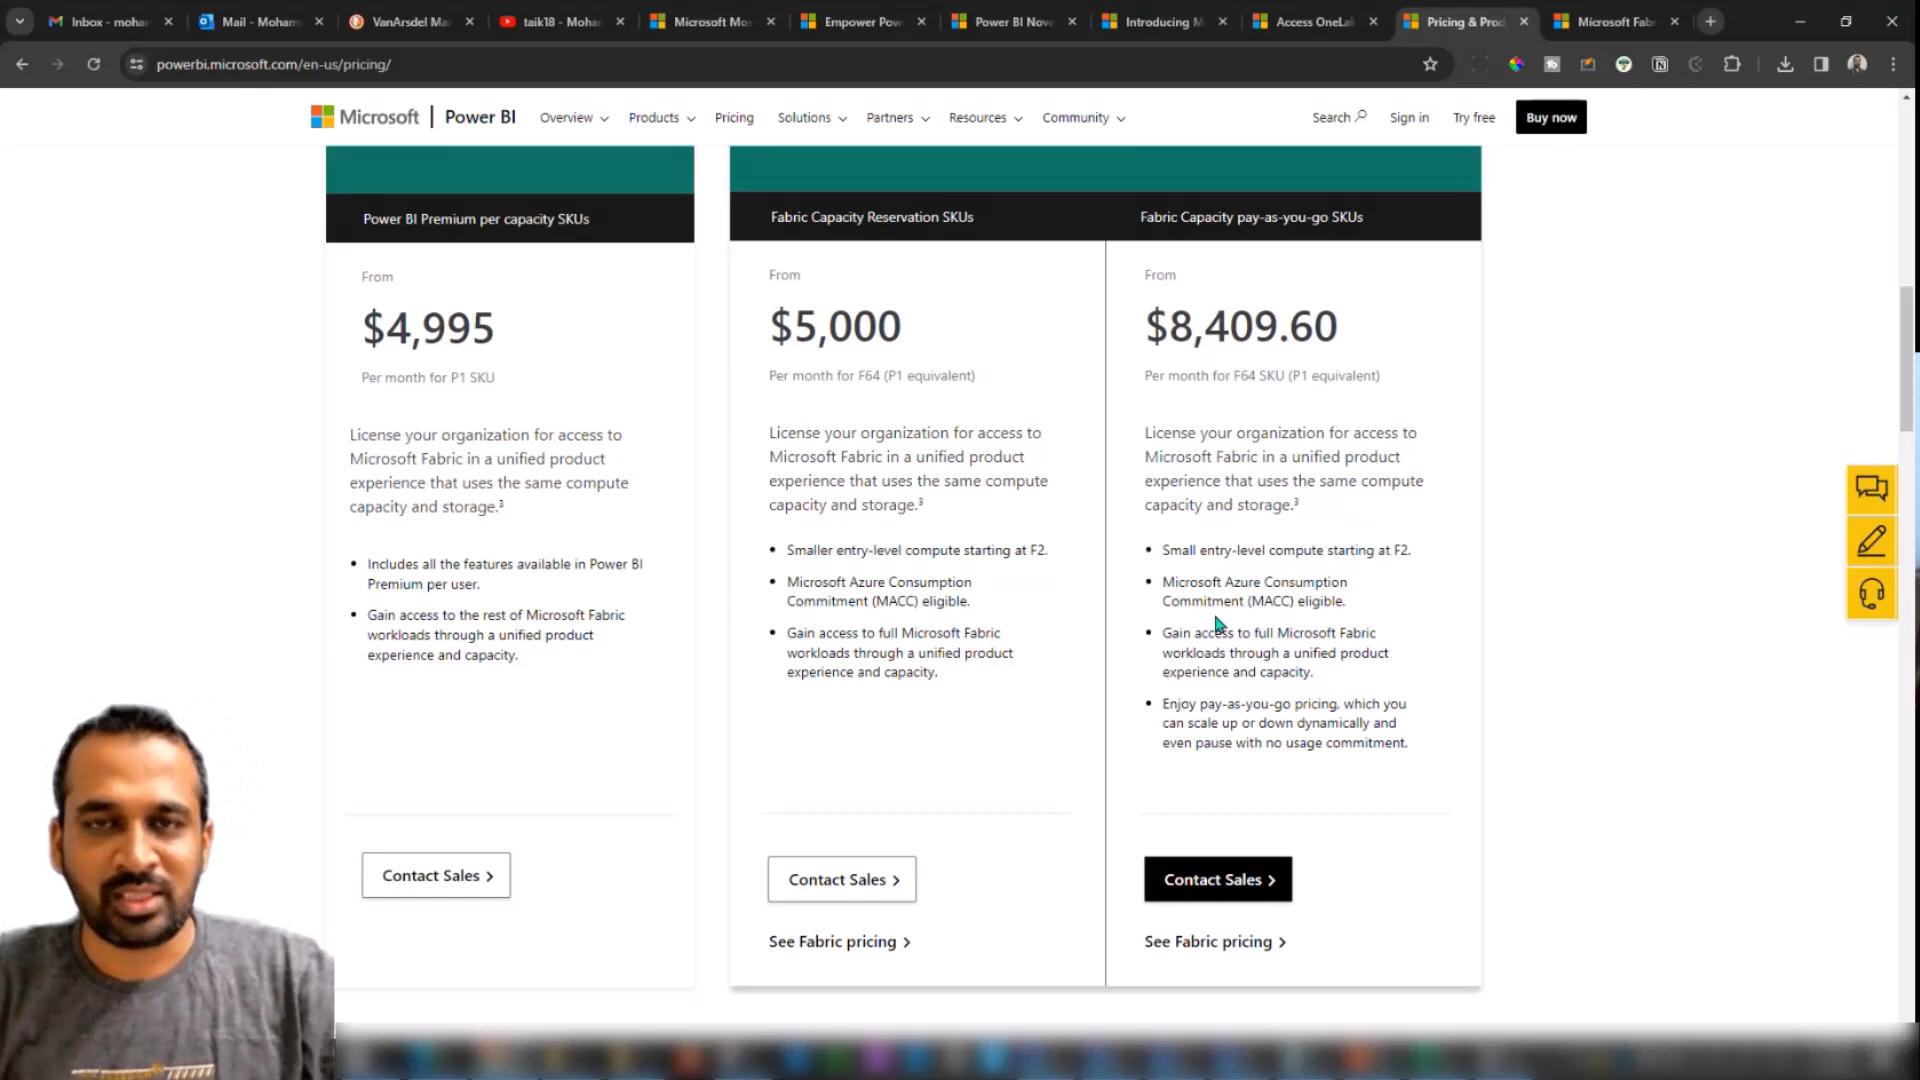 Inbox - moham
Mail - Moham
VanArsdel Mar
taik18 - Moham
Microsoft Mos
Empower Pow
Power BI Nove
Introducing M
Access OneLak
Pricing & Prod
Microsoft Fab
powerbi.microsoft.com/en-us/pricing/
Microsoft | Power BI
Overview
Products
Pricing
Solutions
Partners
Resources
Community
Search
Sign in
Try free
Buy now
Power BI Premium per capacity SKUs
From
$4,995
Per month for P1 SKU
License your organization for access to
Microsoft Fabric in a unified product
experience that uses the same compute
capacity and storage.³
• Includes all the features available in Power BI
Premium per user.
• Gain access to the rest of Microsoft Fabric
workloads through a unified product
experience and capacity.
Contact Sales >
Fabric Capacity Reservation SKUs
From
$5,000
Per month for F64 (P1 equivalent)
License your organization for access to
Microsoft Fabric in a unified product
experience that uses the same compute
capacity and storage.³
• Smaller entry-level compute starting at F2.
• Microsoft Azure Consumption
Commitment (MACC) eligible.
• Gain access to full Microsoft Fabric
workloads through a unified product
experience and capacity.
Contact Sales >
See Fabric pricing >
Fabric Capacity pay-as-you-go SKUs
From
$8,409.60
Per month for F64 SKU (P1 equivalent)
License your organization for access to
Microsoft Fabric in a unified product
experience that uses the same compute
capacity and storage.³
• Small entry-level compute starting at F2.
• Microsoft Azure Consumption
Commitment (MACC) eligible.
• Gain access to full Microsoft Fabric
workloads through a unified product
experience and capacity.
• Enjoy pay-as-you-go pricing, which you
can scale up or down dynamically and
even pause with no usage commitment.
Contact Sales >
See Fabric pricing >